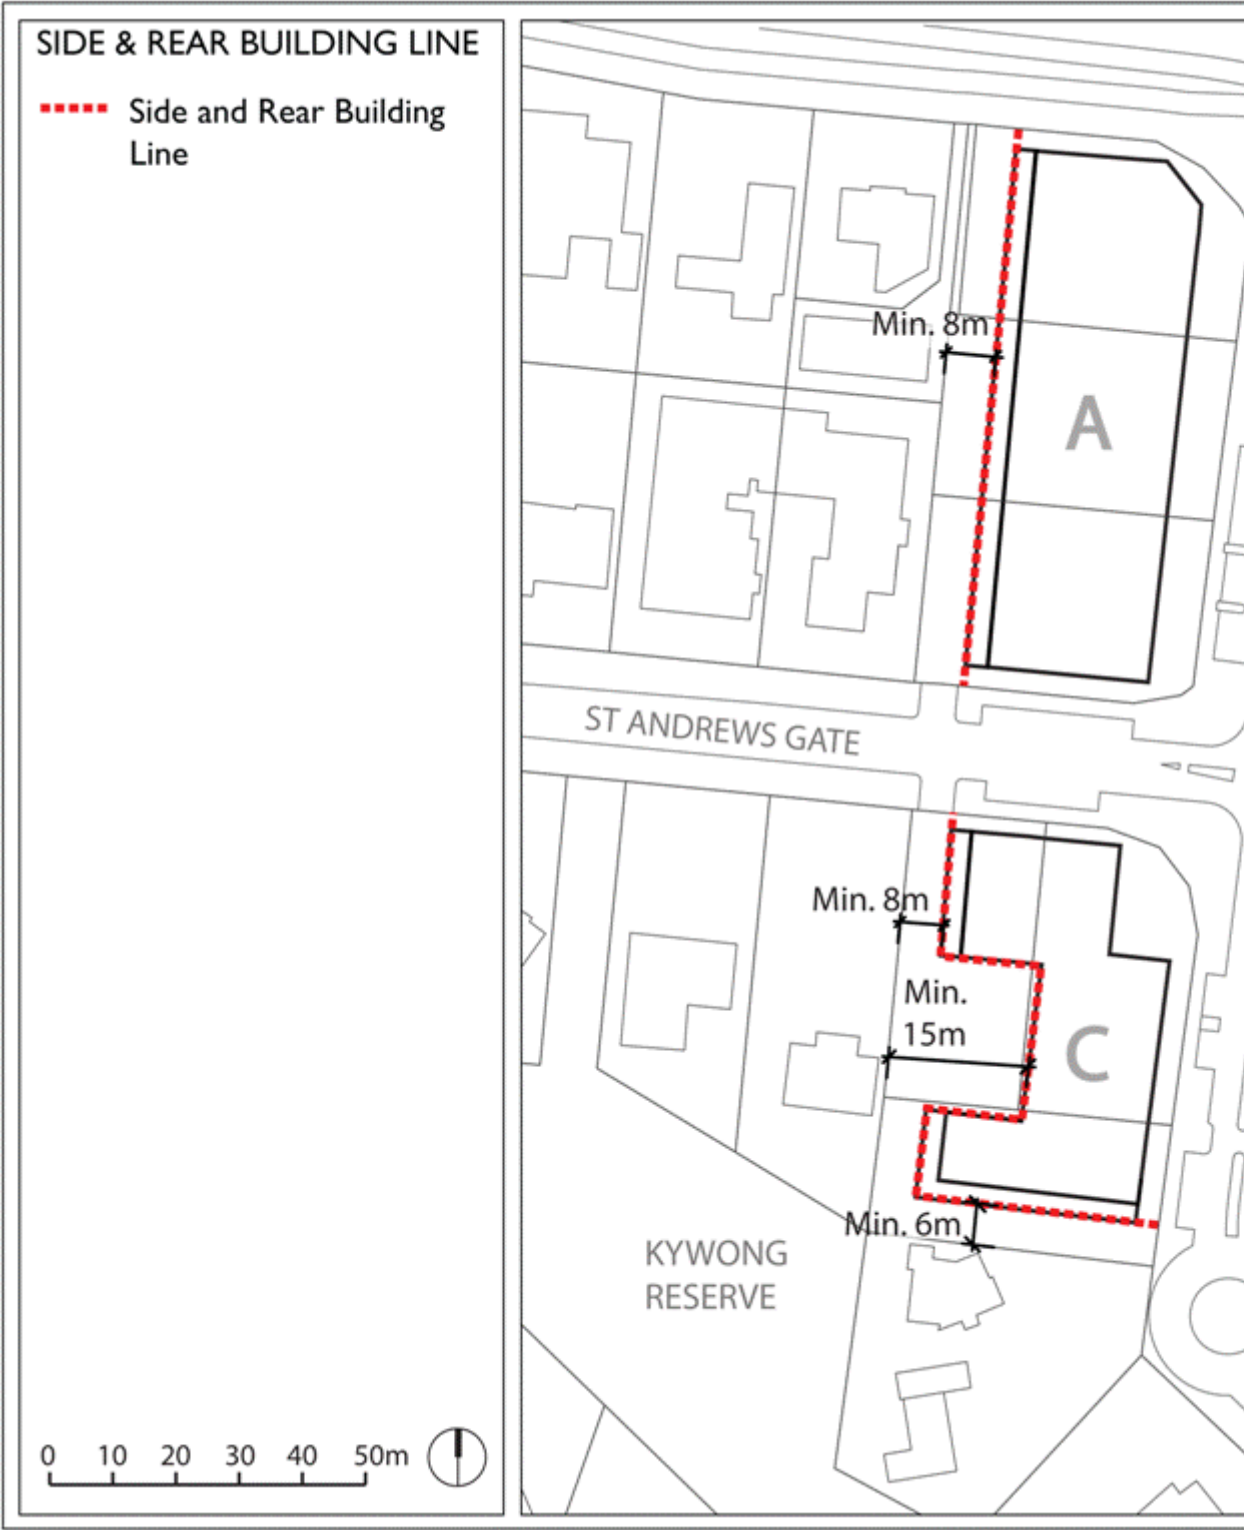 SIDE & REAR BUILDING LINE
Side and Rear Building
Line
0 10 20 30 40 50m
Min. 8m
A
ST ANDREWS GATE
Min. 8m
Min.
15m
C
Min. 6m
KYWONG
RESERVE